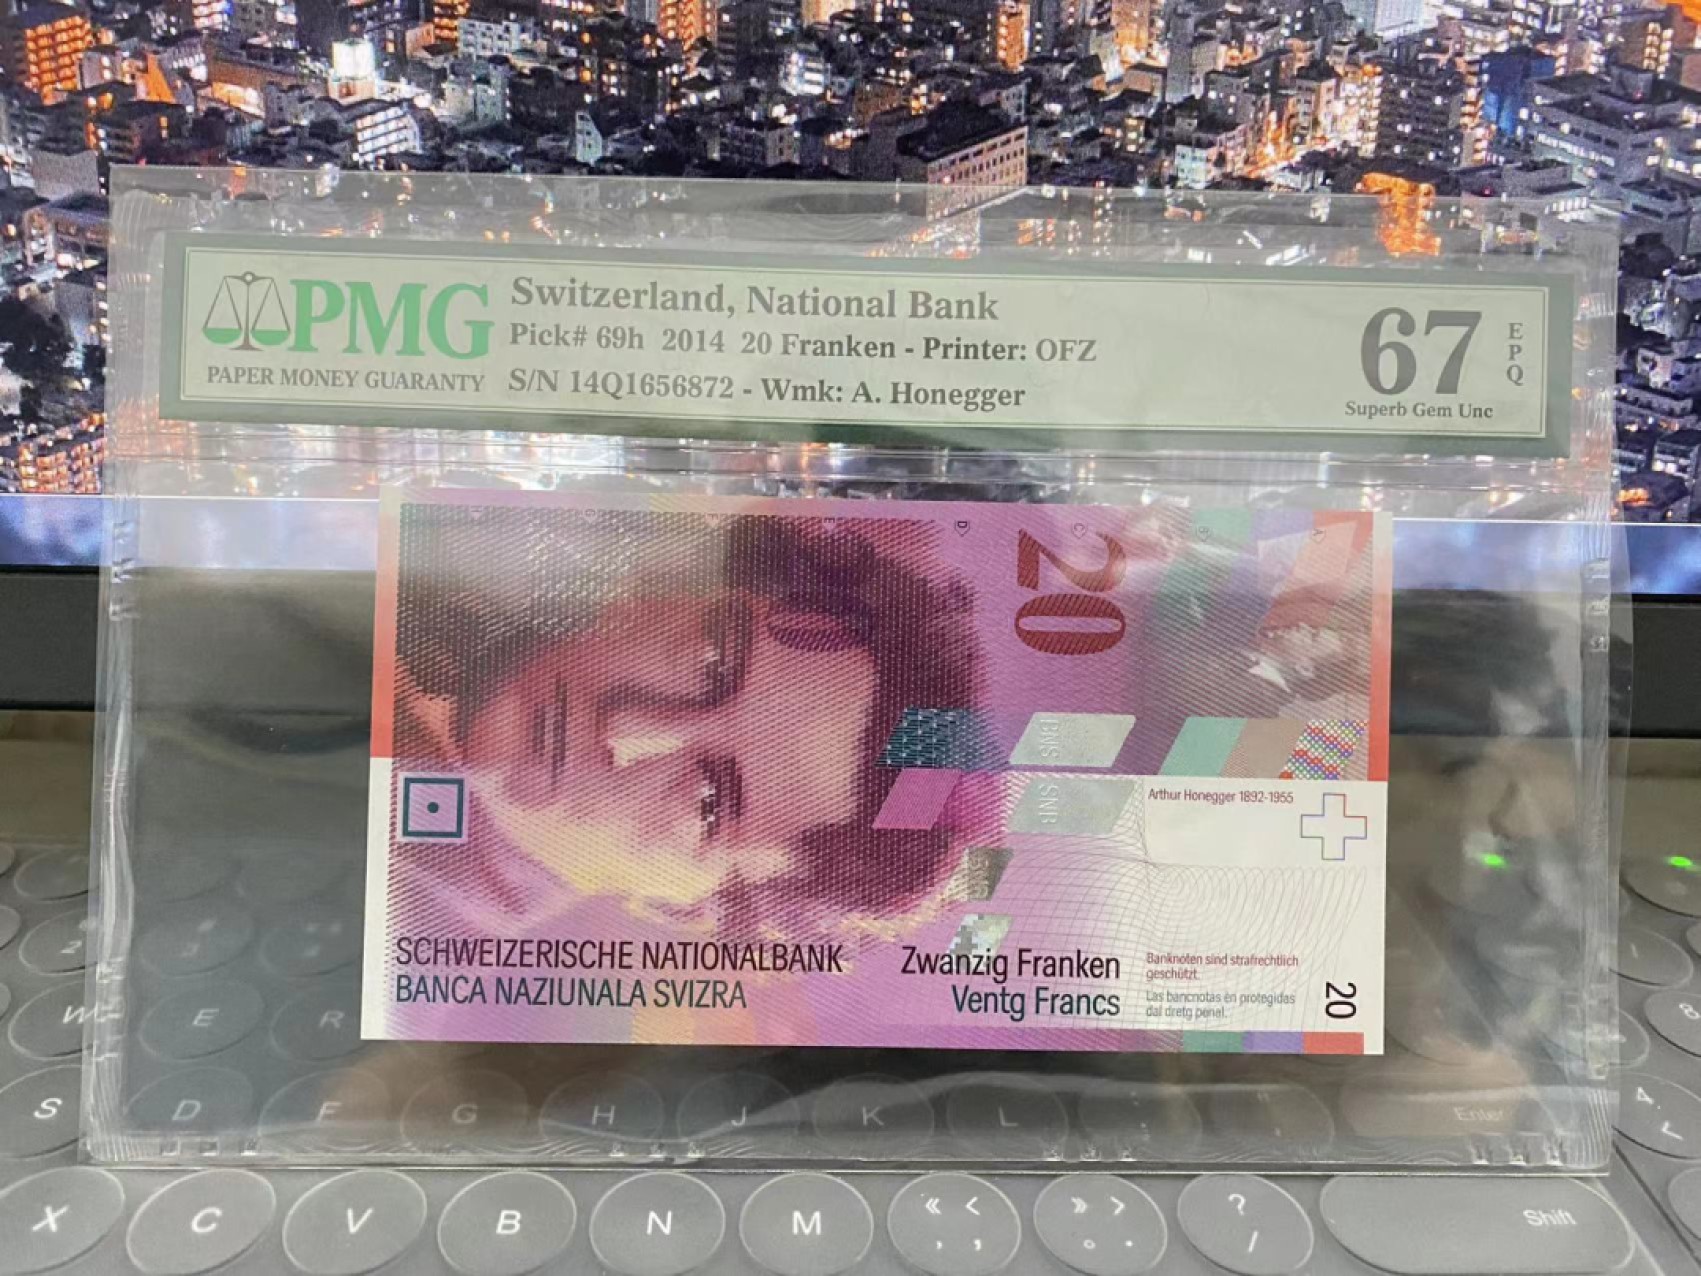 PMG
PAPER MONEY GUARANTY
Switzerland, National Bank
Pick# 69h 2014 20 Franken - Printer: OFZ
S/N 14Q1656872 - Wmk: A. Honegger
67
EPQ
Superb Gem Unc
20
E
D
C
B
A
SNB
SNB
Arthur Honegger 1892-1955
SCHWEIZERISCHE NATIONALBANK
BANCA NAZIUNALA SVIZRA
Zwanzig Franken
Ventg Francs
Banknoten sind strafrechtlich
geschützt.
Las bancnotas èn protegidas
dal dretg penal.
20
W E R
S D F G H J K L Enter
X C V B N M « < , ; » > ° . ? / Shift